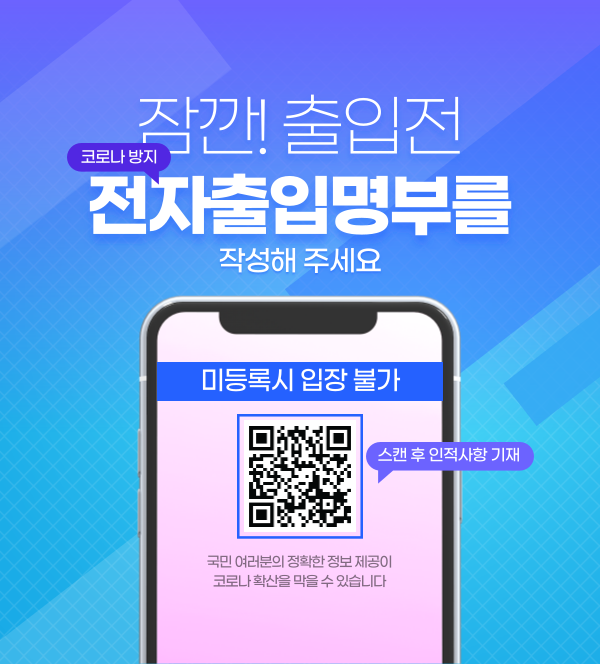 잠깐! 출입전
코로나 방지
전자출입명부를
작성해 주세요
미등록시 입장 불가
스캔 후 인적사항 기재
국민 여러분의 정확한 정보 제공이
코로나 확산을 막을 수 있습니다